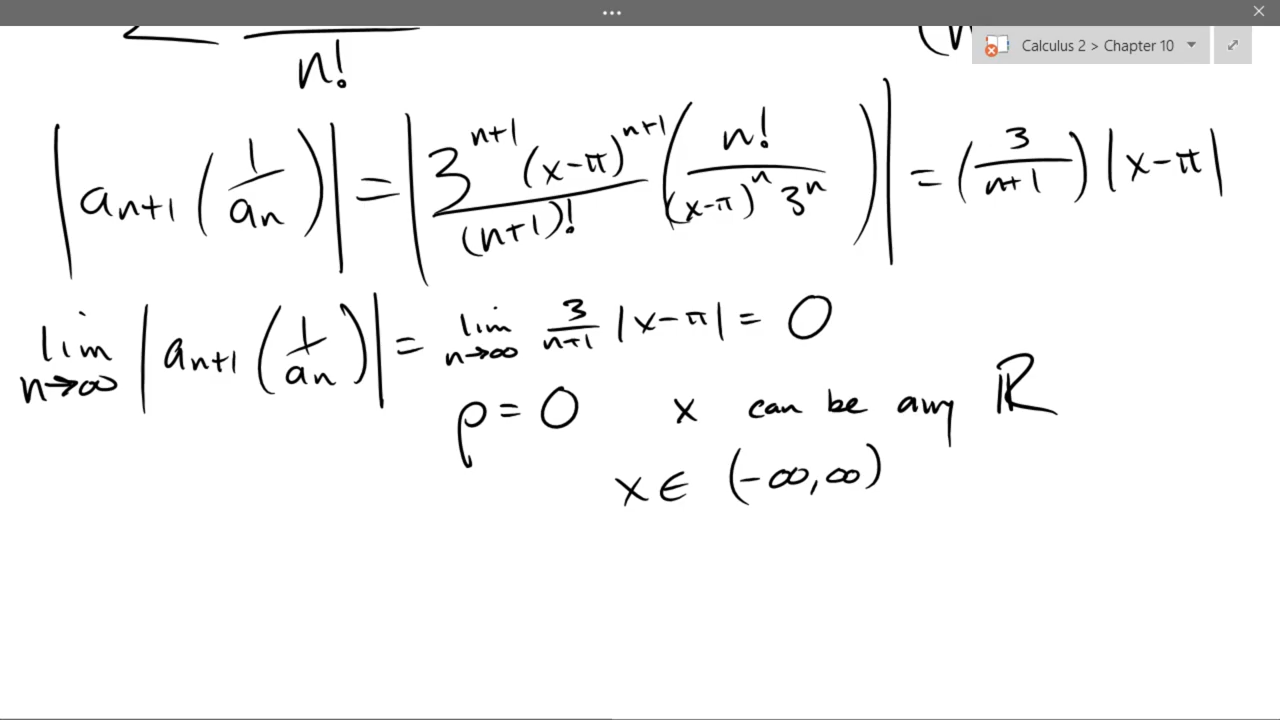 n!
(n
Calculus 2 > Chapter 10
|a_{n+1} (1/a_n)| = |3^{n+1} (x-π)^{n+1} / (n+1)! (n! / (x-π)^n 3^n)| = (3/(n+1)) |x-π|
lim_{n→∞} |a_{n+1} (1/a_n)| = lim_{n→∞} 3/(n+1) |x-π| = 0
ρ = 0 x can be any ℝ
x ∈ (-∞,∞)